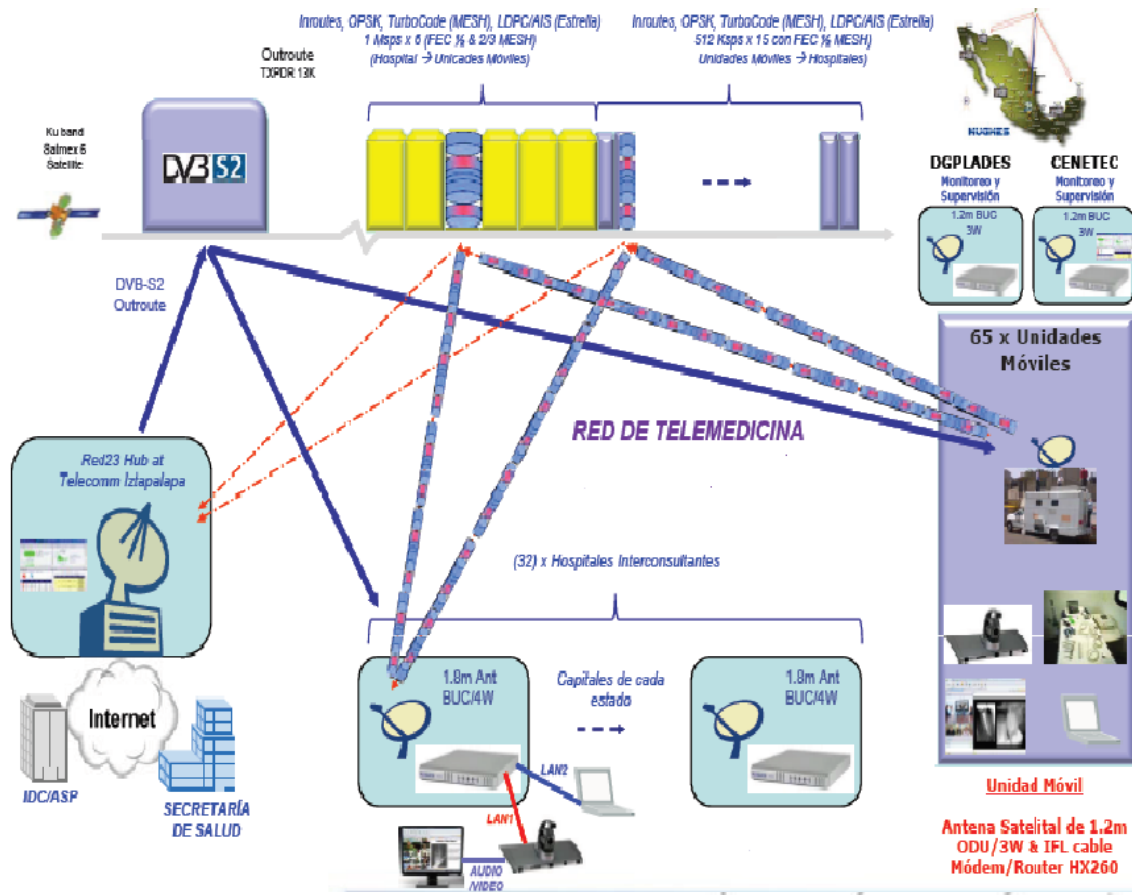 Inroutes, QPSK, TurboCode (MESH), LDPC/AIS (Estrella)
1 Msps x 6 (FEC ½ & 2/3 MESH)
(Hospital → Unicades Móviles)
Inroutes, QPSK, TurboCode (MESH), LDPC/AIS (Estrella)
512 Ksps x 15 con FEC ½ MESH)
Unidades Móviles → Hospitales)
Outroute
TXPDR 13K
Ku band
Satmex 6
Satellite
DVB S2
HUGHES
DGPLADES
Monitoreo y
Supervisión
1.2m BUC
3W
CENETEC
Monitoreo y
Supervisión
1.2m BUC
3W
DVB-S2
Outroute
65 x Unidades
Móviles
RED DE TELEMEDICINA
Red23 Hub at
Telecomm Iztapalapa
(32) x Hospitales Interconsultantes
1.8m Ant
BUC/4W
Capitales de cada
estado
1.8m Ant
BUC/4W
Internet
IDC/ASP
SECRETARÍA
DE SALUD
LAN2
LAN1
AUDIO
/VIDEO
Unidad Móvil
Antena Satelital de 1.2m
ODU/3W & IFL cable
Módem/Router HX260